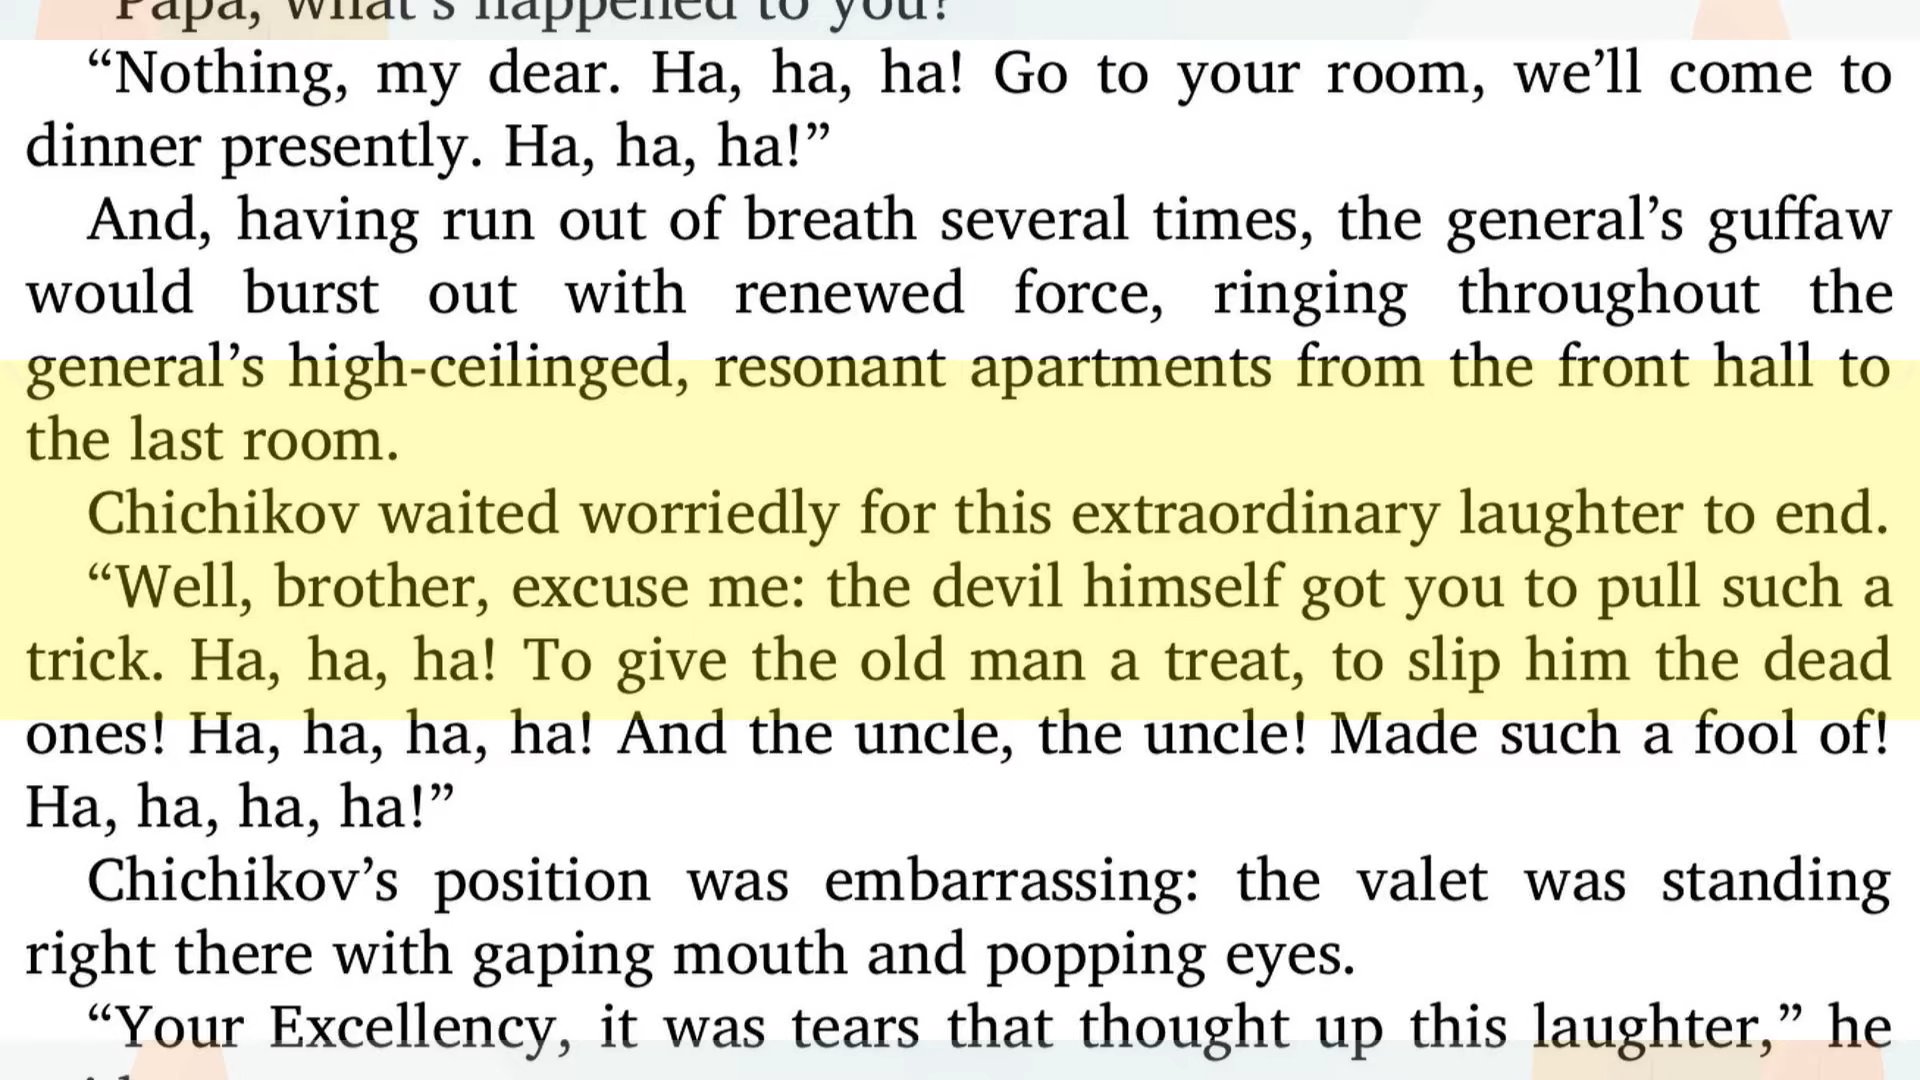 Papa, what's happened to you?
“Nothing, my dear. Ha, ha, ha! Go to your room, we’ll come to
dinner presently. Ha, ha, ha!”
And, having run out of breath several times, the general’s guffaw
would burst out with renewed force, ringing throughout the
general’s high-ceilinged, resonant apartments from the front hall to
the last room.
Chichikov waited worriedly for this extraordinary laughter to end.
“Well, brother, excuse me: the devil himself got you to pull such a
trick. Ha, ha, ha! To give the old man a treat, to slip him the dead
ones! Ha, ha, ha, ha! And the uncle, the uncle! Made such a fool of!
Ha, ha, ha, ha!”
Chichikov’s position was embarrassing: the valet was standing
right there with gaping mouth and popping eyes.
“Your Excellency, it was tears that thought up this laughter,” he